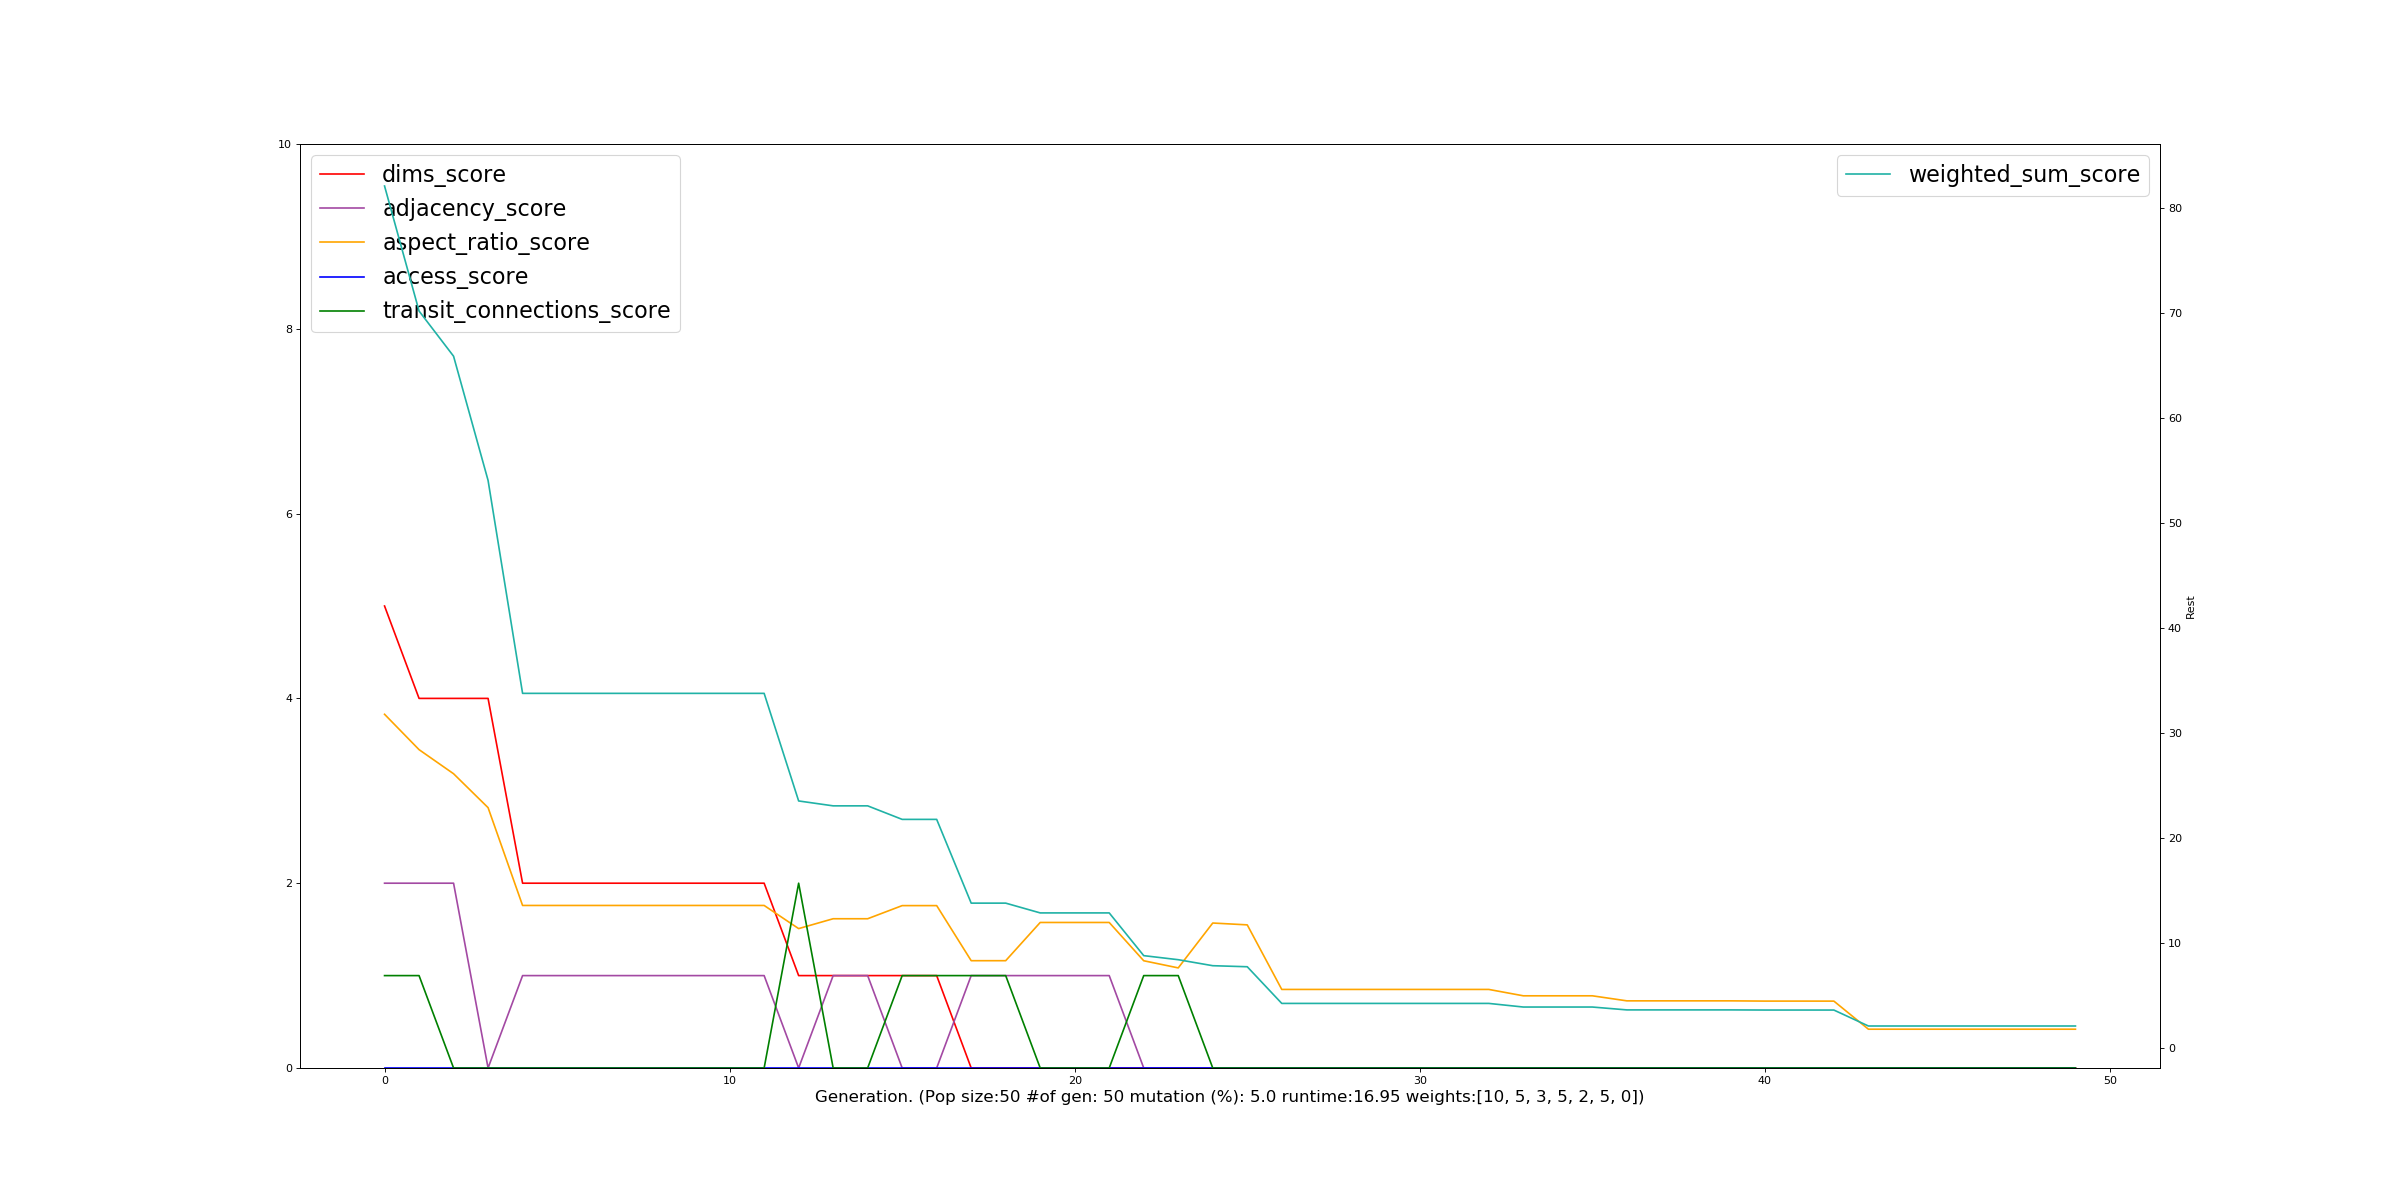 10
8
6
4
2
0
dims_score
adjacency_score
aspect_ratio_score
access_score
transit_connections_score
weighted_sum_score
80
70
60
50
40
30
20
10
0
Rest
0 10 20 30 40 50
Generation. (Pop size:50 #of gen: 50 mutation (%): 5.0 runtime:16.95 weights:[10, 5, 3, 5, 2, 5, 0])